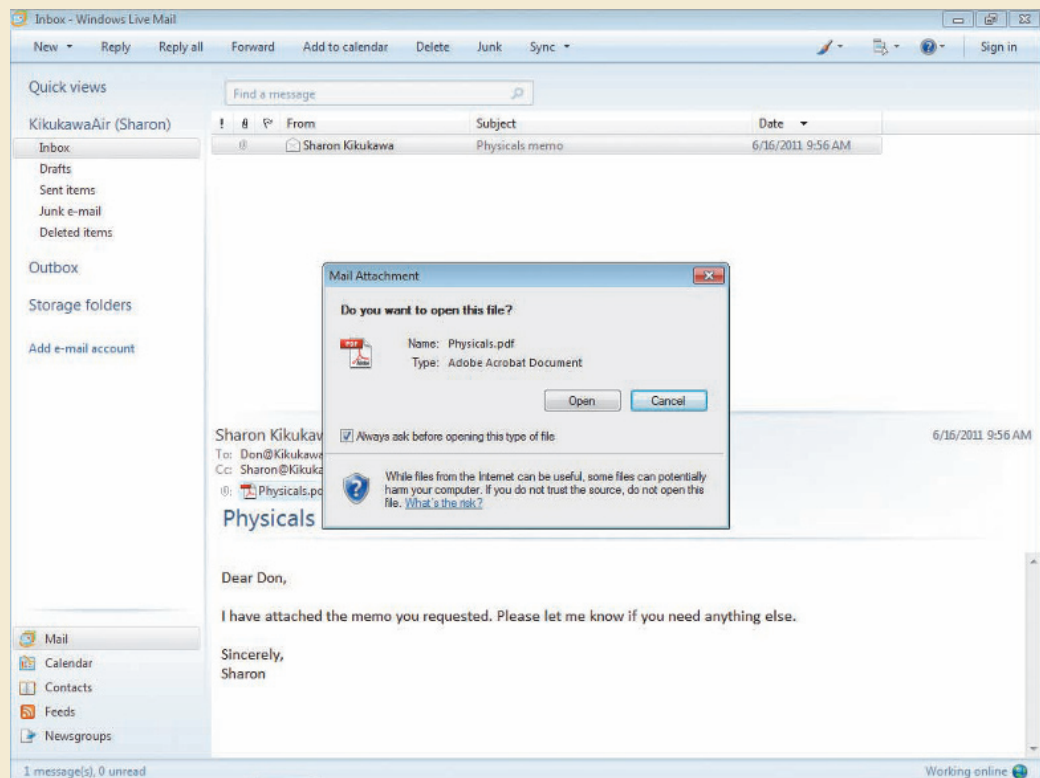 Inbox - Windows Live Mail
New Reply Reply all Forward Add to calendar Delete Junk Sync Sign in
Quick views
Find a message
KikukawaAir (Sharon)
! From Subject Date
Inbox
Sharon Kikukawa Physicals memo 6/16/2011 9:56 AM
Drafts
Sent items
Junk e-mail
Deleted items
Outbox
Storage folders
Add e-mail account
Mail Attachment
Do you want to open this file?
PDF
Adobe
Name: Physicals.pdf
Type: Adobe Acrobat Document
Open Cancel
Always ask before opening this type of file
While files from the Internet can be useful, some files can potentially
harm your computer. If you do not trust the source, do not open this
file. What's the risk?
Sharon Kikukav 6/16/2011 9:56 AM
To: Don@Kikukawa
Cc: Sharon@Kikuka
Physicals.pd
Physicals
Dear Don,
I have attached the memo you requested. Please let me know if you need anything else.
Sincerely,
Sharon
Mail
Calendar
Contacts
Feeds
Newsgroups
1 message(s), 0 unread Working online